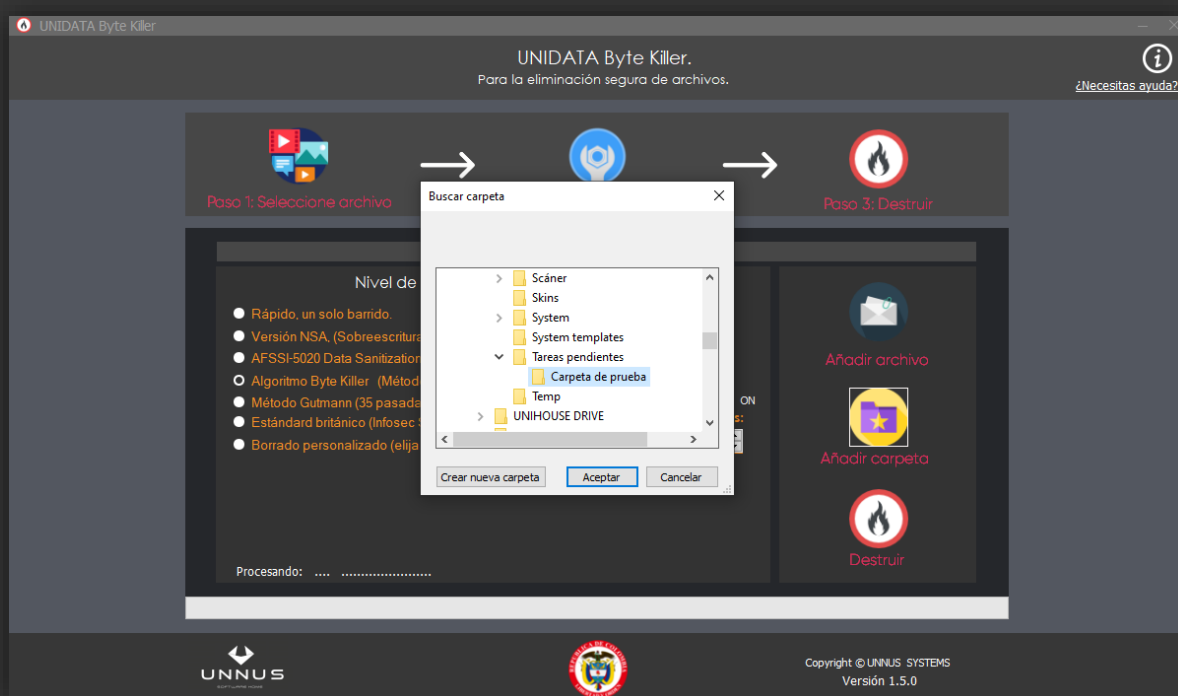 UNIDATA Byte Killer
UNIDATA Byte Killer.
Para la eliminación segura de archivos.
¿Necesitas ayuda?
Paso 1: Seleccione archivo
Paso 3: Destruir
Buscar carpeta
Scáner
Skins
System
System templates
Tareas pendientes
Carpeta de prueba
Temp
UNIHOUSE DRIVE
Crear nueva carpeta
Aceptar
Cancelar
Nivel de
Rápido, un solo barrido.
Versión NSA, (Sobreescritura
AFSSI-5020 Data Sanitization
Algoritmo Byte Killer (Métod
Método Gutmann (35 pasada
Estándard británico (Infosec
Borrado personalizado (elija
ON
s:
Añadir archivo
Añadir carpeta
Destruir
Procesando: .... .......................
UNNUS
Copyright © UNNUS SYSTEMS
Versión 1.5.0